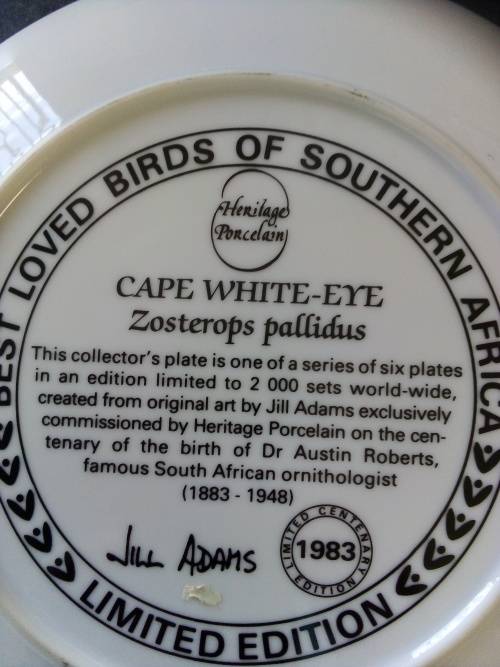 BEST LOVED BIRDS OF SOUTHERN AFRICA
Heritage
Porcelain
CAPE WHITE-EYE
Zosterops pallidus
This collector's plate is one of a series of six plates
in an edition limited to 2 000 sets world-wide,
created from original art by Jill Adams exclusively
commissioned by Heritage Porcelain on the cen-
tenary of the birth of Dr Austin Roberts,
famous South African ornithologist
(1883 - 1948)
JILL ADAMS
LIMITED CENTENARY
1983
EDITION
LIMITED EDITION